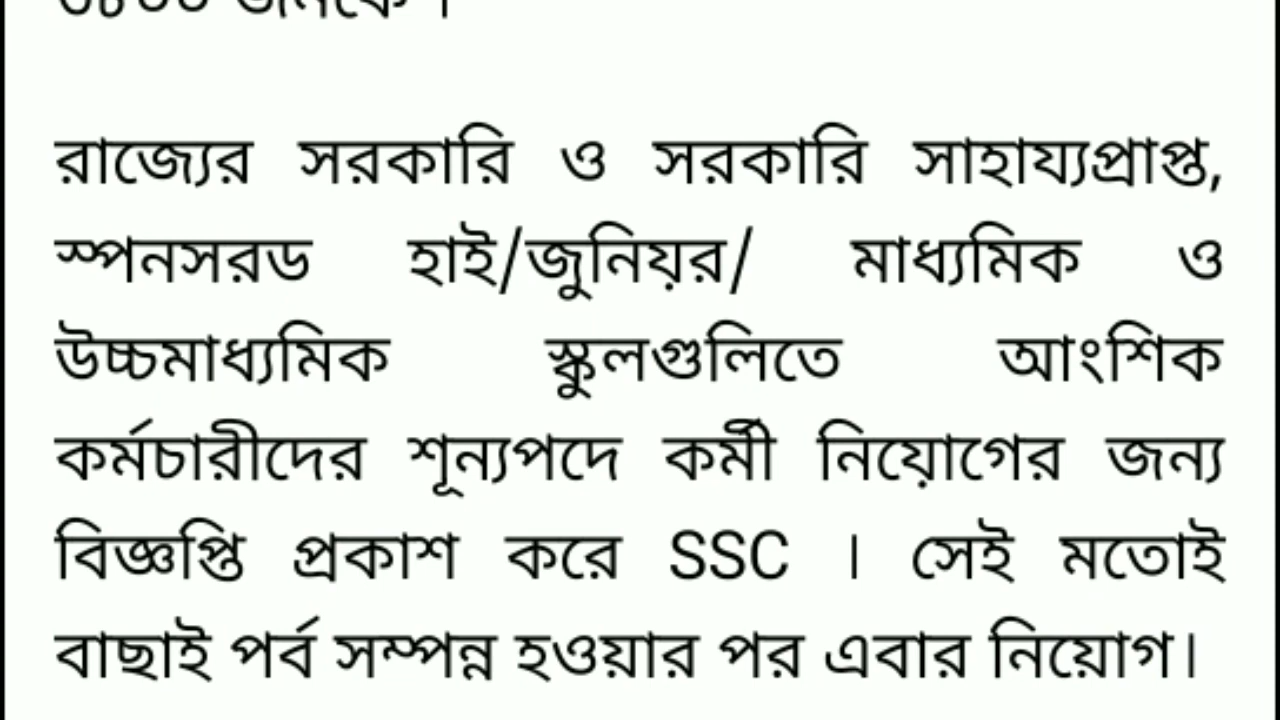 রাজ্যের সরকারি ও সরকারি সাহায্যপ্রাপ্ত,
স্পনসরড হাই/জুনিয়র/ মাধ্যমিক ও
উচ্চমাধ্যমিক স্কুলগুলিতে আংশিক
কর্মচারীদের শূন্যপদে কর্মী নিয়োগের জন্য
বিজ্ঞপ্তি প্রকাশ করে SSC । সেই মতোই
বাছাই পর্ব সম্পন্ন হওয়ার পর এবার নিয়োগ।